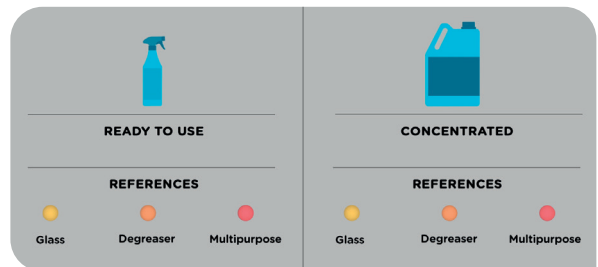 READY TO USE
REFERENCES
Glass Degreaser Multipurpose
CONCENTRATED
REFERENCES
Glass Degreaser Multipurpose